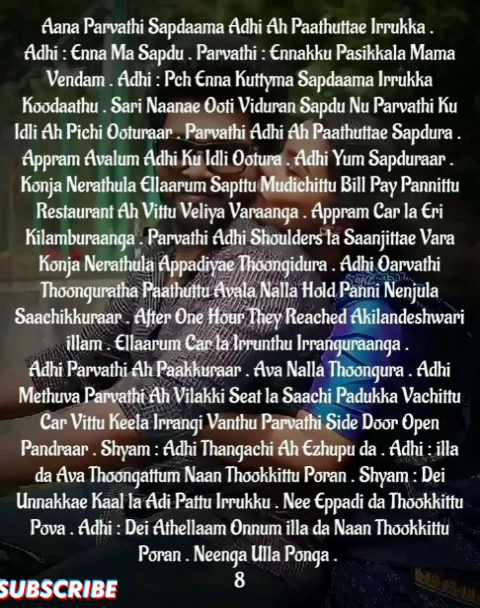 Aana Parvathi Sapdaama Adhi Ah Paathuttae Irrukka .
Adhi : Enna Ma Sapdu . Parvathi : Ennakku Pasikkala Mama
Vendam . Adhi : Pch Enna Kuttyma Sapdaama Irrukka
Koodaathu . Sari Naanae Ooti Viduran Sapdu Nu Parvathi Ku
Idli Ah Pichi Ooturaar . Parvathi Adhi Ah Paathuttae Sapdura .
Appram Avalum Adhi Ku Idli Ootura . Adhi Yum Sapduraar .
Konja Nerathula Ellaarum Sapttu Mudichittu Bill Pay Pannittu
Restaurant Ah Vittu Veliya Varaanga . Appram Car la Eri
Kilamburaanga . Parvathi Adhi Shoulders la Saanjittae Vara
Konja Nerathula Appadiyae Thoongidura . Adhi Oarvathi
Thoonguratha Paathuttu Avala Nalla Hold Panni Nenjula
Saachikkuraar . After One Hour They Reached Akilandeshwari
illam . Ellaarum Car la Irrunthu Irranguraanga .
Adhi Parvathi Ah Paakkuraar . Ava Nalla Thoongura . Adhi
Methuva Parvathi Ah Vilakki Seat la Saachi Padukka Vachittu
Car Vittu Keela Irrangi Vanthu Parvathi Side Door Open
Pandraar . Shyam : Adhi Thangachi Ah Ezhupu da . Adhi : illa
da Ava Thoongattum Naan Thookkittu Poran . Shyam : Dei
Unnakkae Kaal la Adi Pattu Irrukku . Nee Eppadi da Thookkittu
Pova . Adhi : Dei Athellaam Onnum illa da Naan Thookkittu
Poran . Neenga Ulla Ponga .
SUBSCRIBE
8